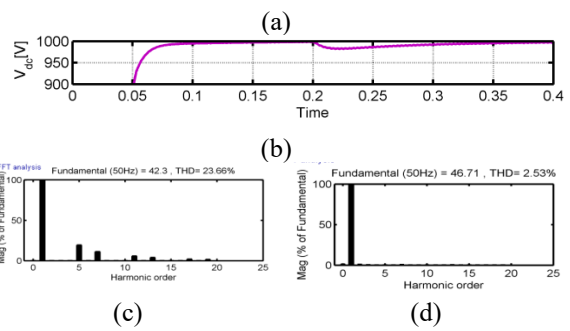 (a)
V_dc[V]
1000
950
900
0 0.05 0.1 0.15 0.2 0.25 0.3 0.35 0.4
Time
(b)
FFT analysis
Fundamental (50Hz) = 42.3 , THD= 23.66%
Mag (% of Fundamental)
100
50
0
0 5 10 15 20 25
Harmonic order
(c)
Fundamental (50Hz) = 46.71 , THD= 2.53%
Mag (% of Fundamental)
100
50
0
0 5 10 15 20 25
Harmonic order
(d)